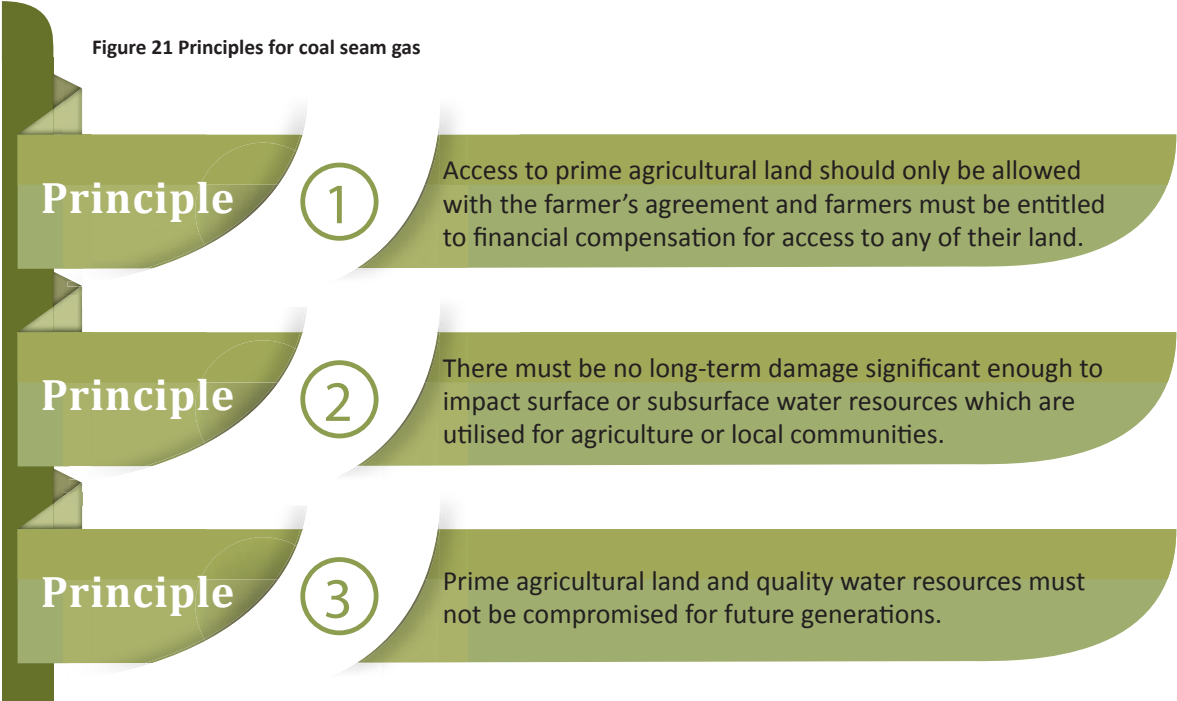 Figure 21 Principles for coal seam gas
Principle
1
Access to prime agricultural land should only be allowed
with the farmer’s agreement and farmers must be entitled
to financial compensation for access to any of their land.
Principle
2
There must be no long-term damage significant enough to
impact surface or subsurface water resources which are
utilised for agriculture or local communities.
Principle
3
Prime agricultural land and quality water resources must
not be compromised for future generations.